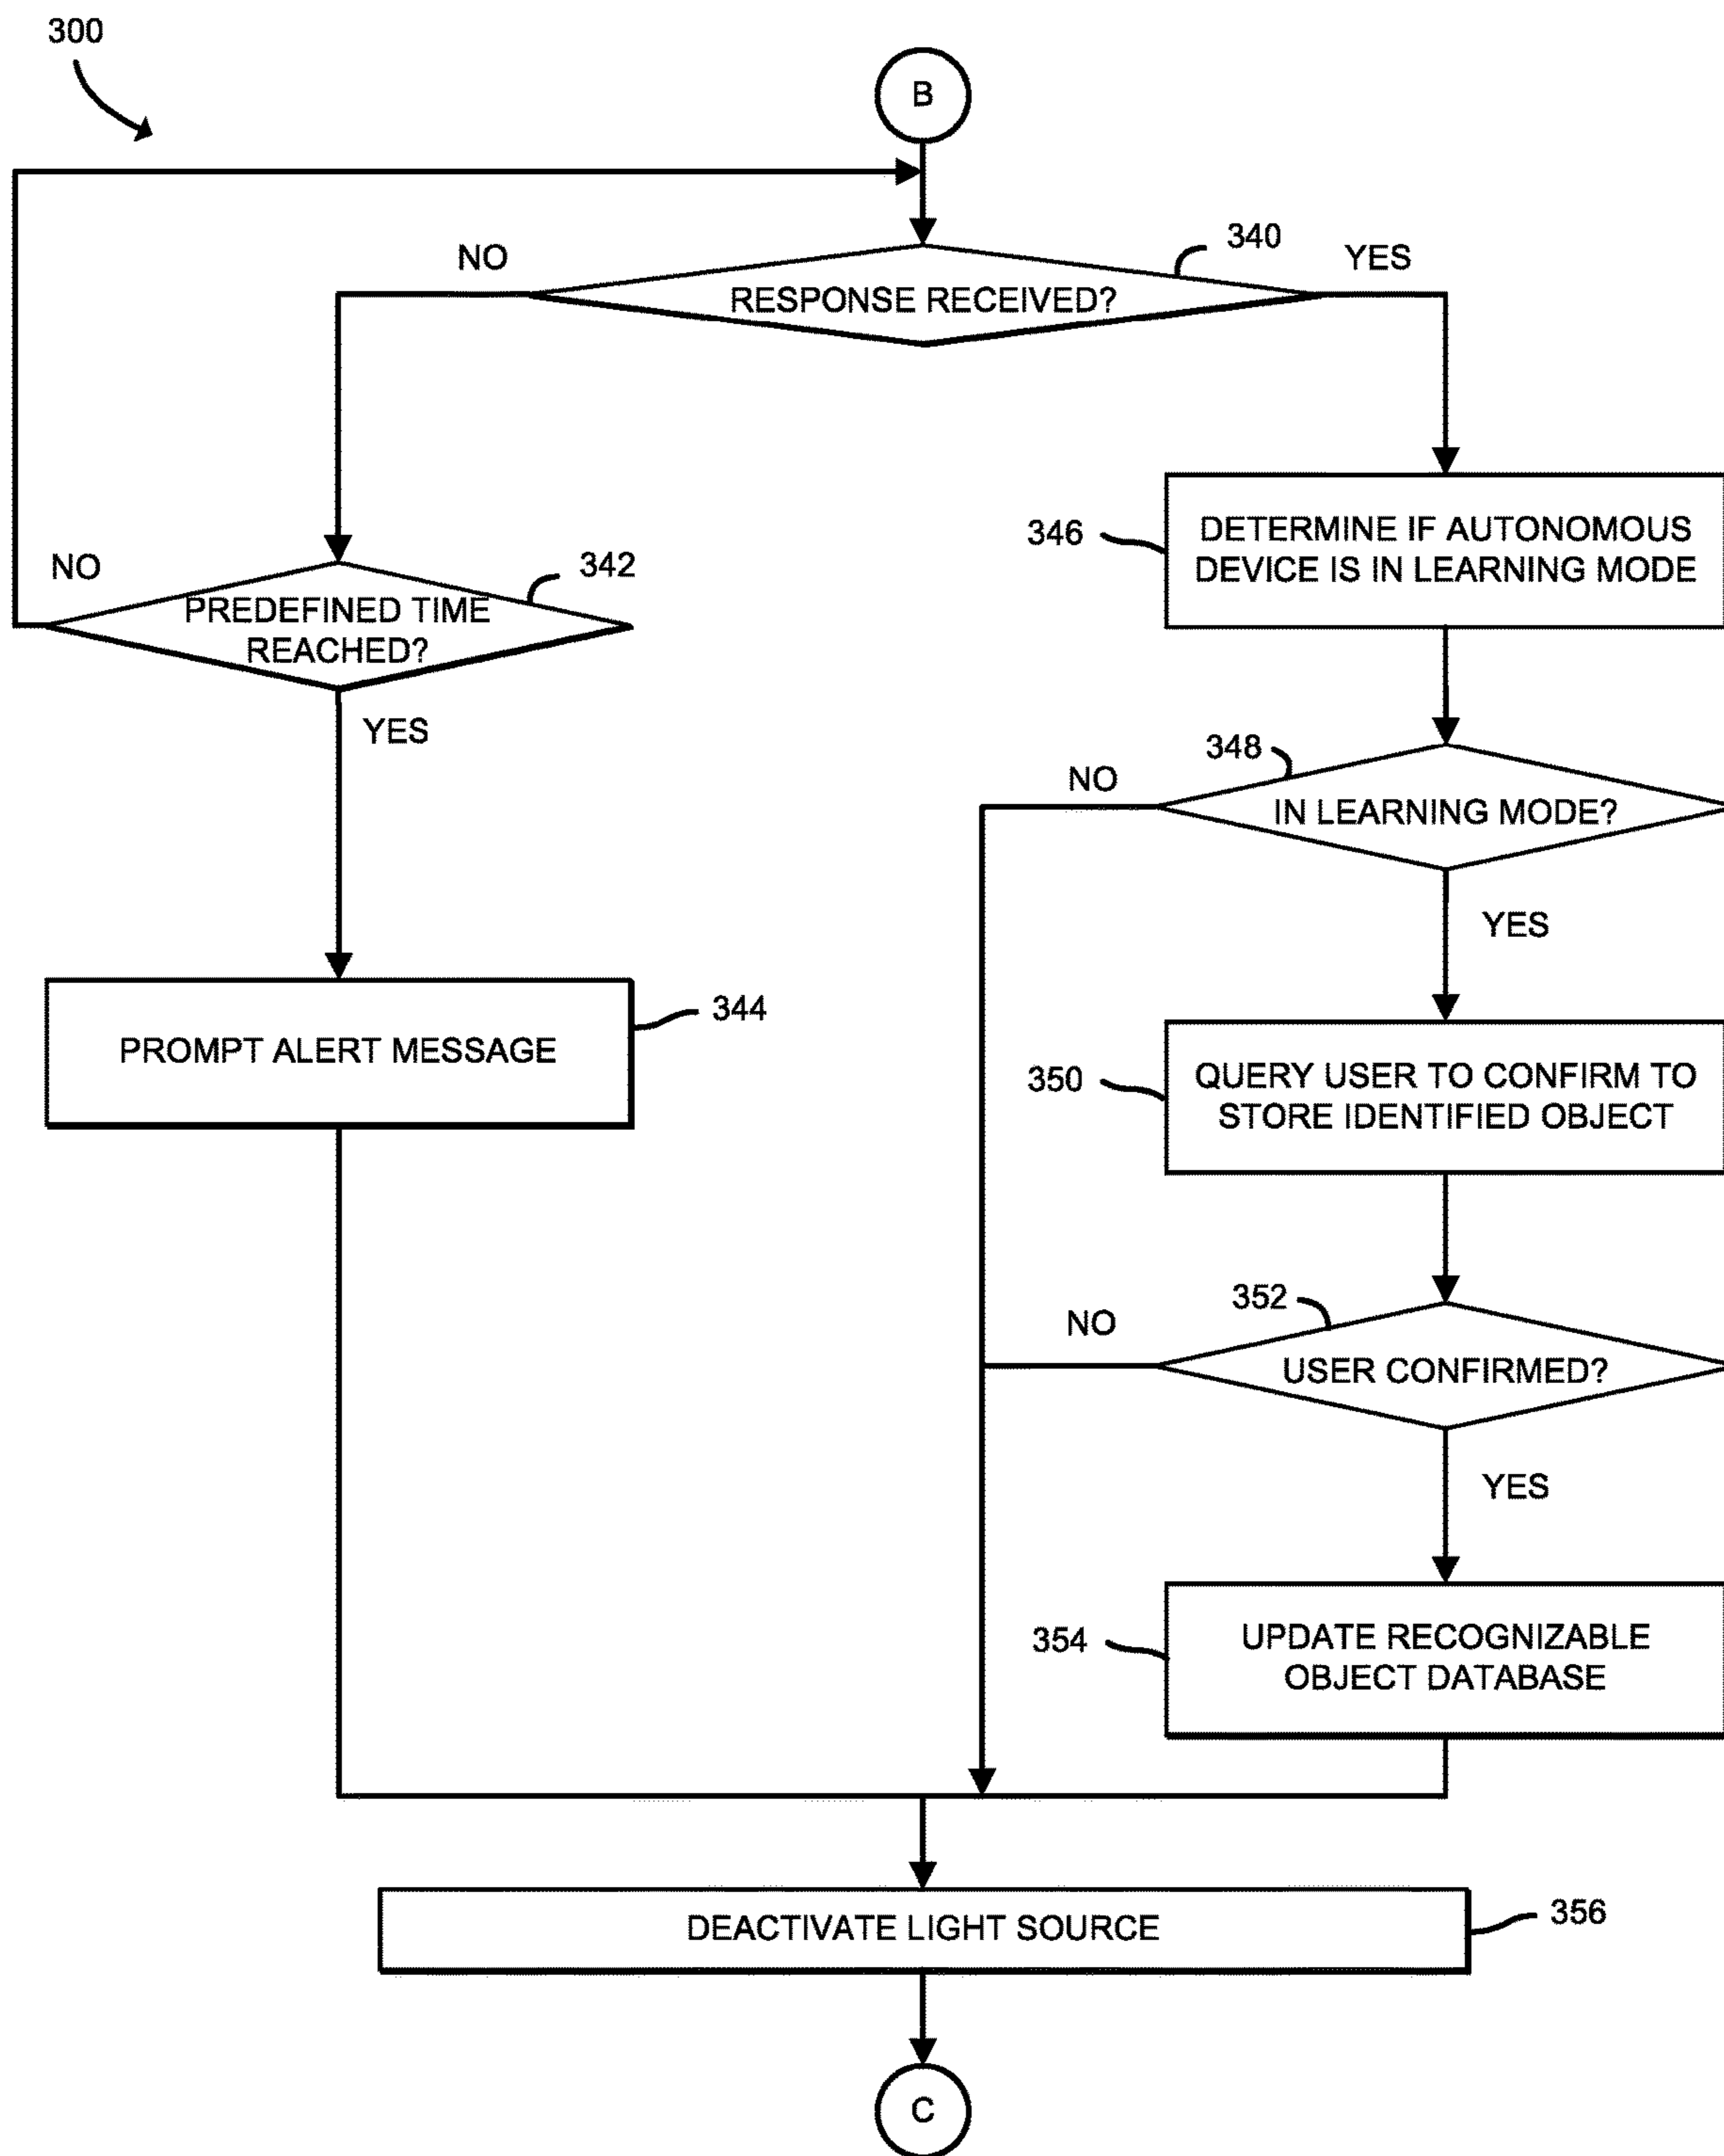 300
B
340
NO
YES
RESPONSE RECEIVED?
346
DETERMINE IF AUTONOMOUS
DEVICE IS IN LEARNING MODE
NO
342
PREDEFINED TIME
REACHED?
YES
348
NO
IN LEARNING MODE?
YES
344
PROMPT ALERT MESSAGE
350
QUERY USER TO CONFIRM TO
STORE IDENTIFIED OBJECT
352
NO
USER CONFIRMED?
YES
354
UPDATE RECOGNIZABLE
OBJECT DATABASE
DEACTIVATE LIGHT SOURCE
356
C